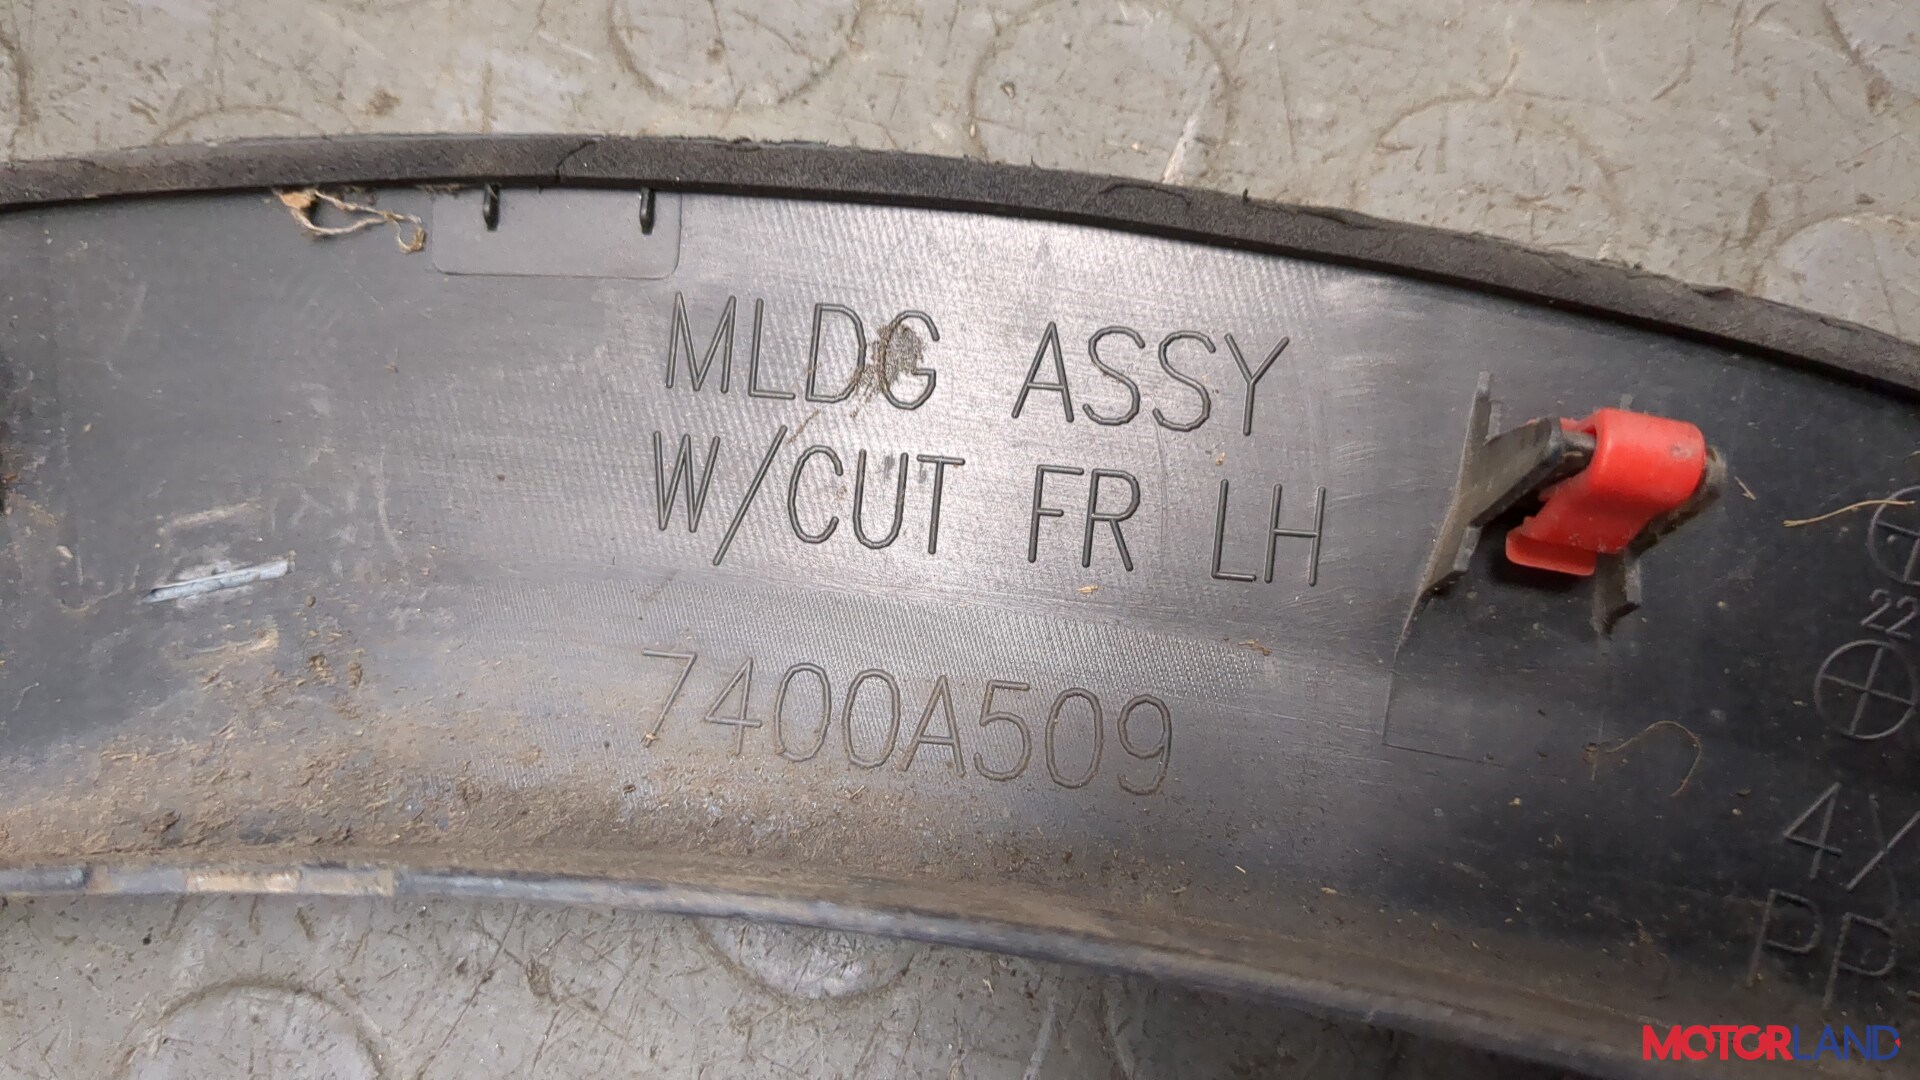 MLDG ASSY
W/CUT FR LH
7400A509
22
4
PP
MOTORLAND